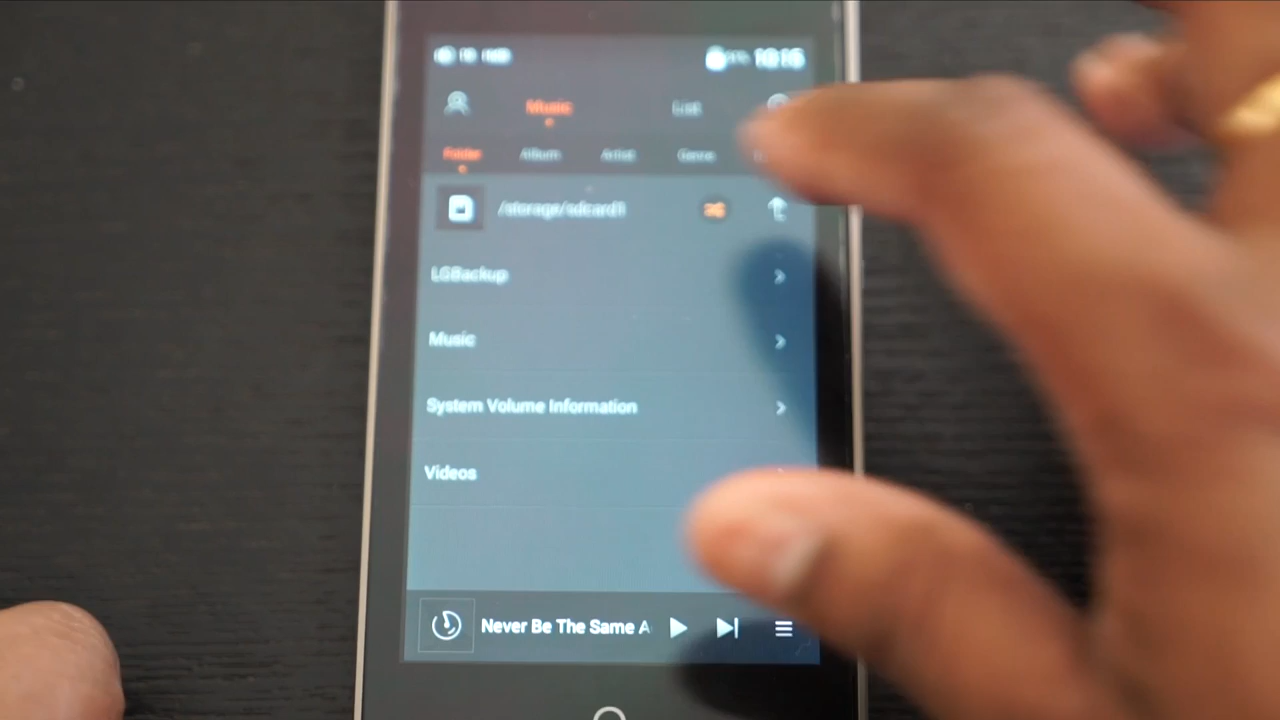 Music List
Folder Album Artist Genre
/storage/sdcard1
LGBackup
Music
System Volume Information
Videos
Never Be The Same A